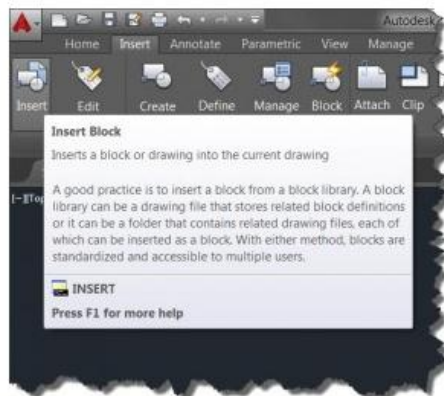 Autodesk
Home Insert Annotate Parametric View Manage
Insert Edit Create Define Manage Block Attach Clip
Insert Block
Inserts a block or drawing into the current drawing
A good practice is to insert a block from a block library. A block
library can be a drawing file that stores related block definitions
or it can be a folder that contains related drawing files, each of
which can be inserted as a block. With either method, blocks are
standardized and accessible to multiple users.
[-][To
INSERT
Press F1 for more help